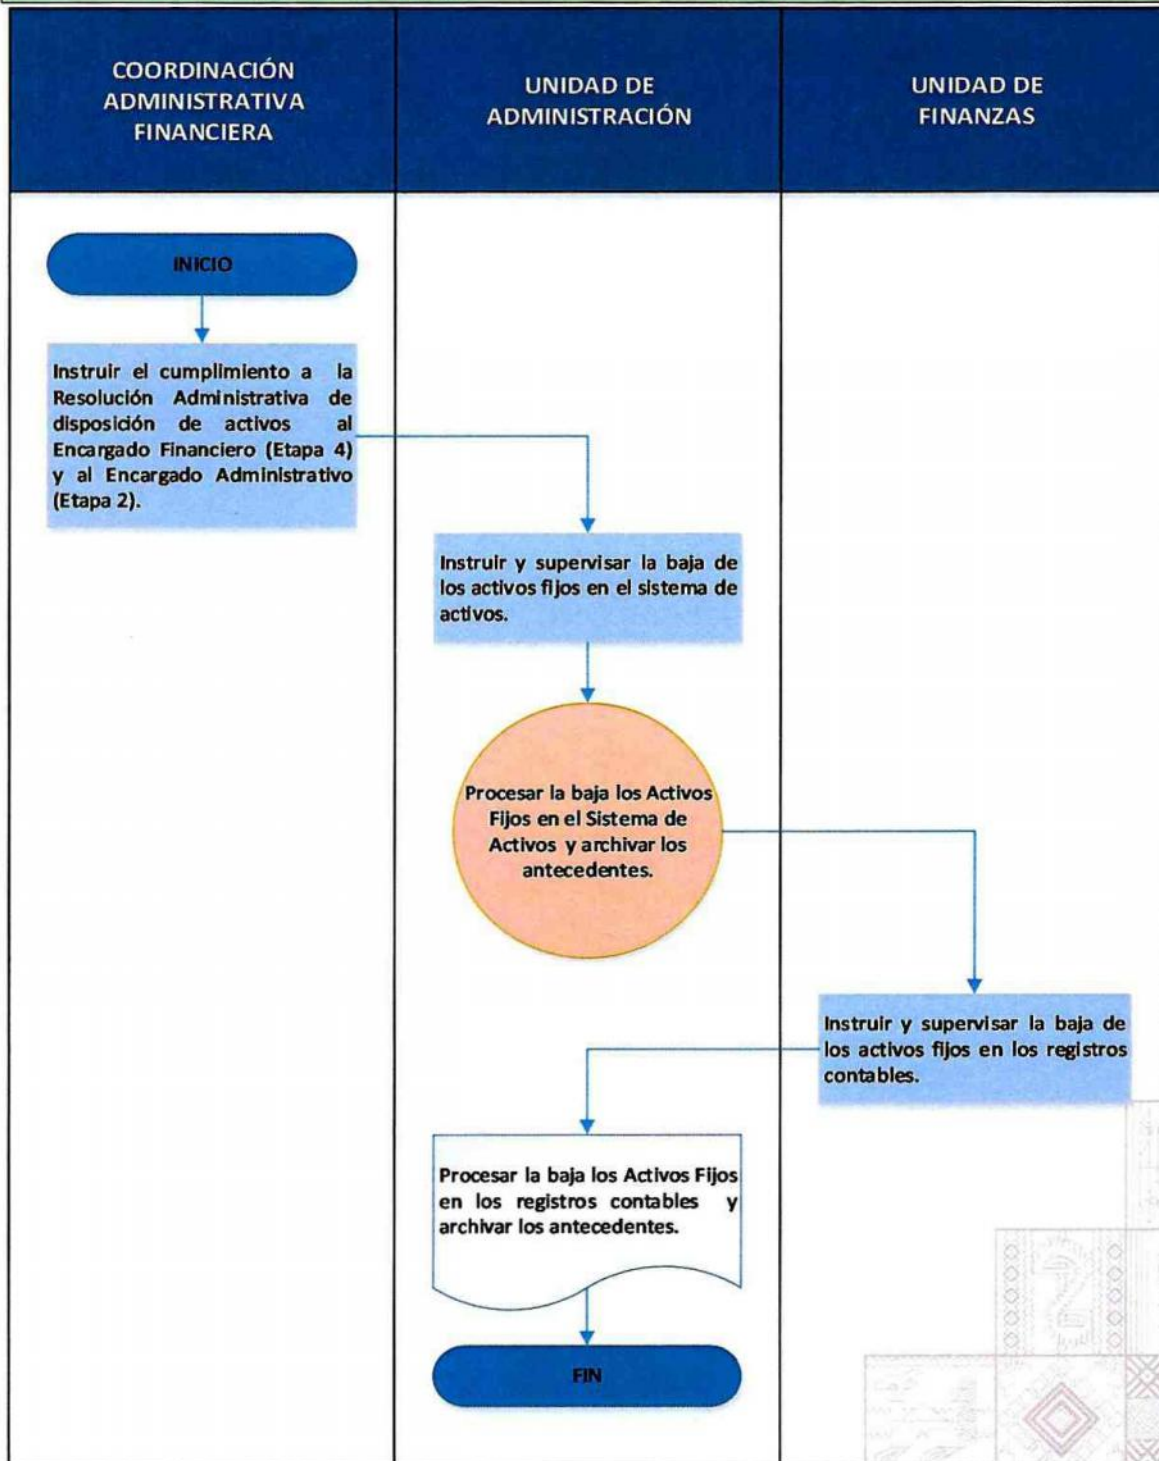 COORDINACIÓN
ADMINISTRATIVA
FINANCIERA
UNIDAD DE
ADMINISTRACIÓN
UNIDAD DE
FINANZAS
INICIO
Instruir el cumplimiento a la
Resolución Administrativa de
disposición de activos al
Encargado Financiero (Etapa 4)
y al Encargado Administrativo
(Etapa 2).
Instruir y supervisar la baja de
los activos fijos en el sistema de
activos.
Procesar la baja los Activos
Fijos en el Sistema de
Activos y archivar los
antecedentes.
Instruir y supervisar la baja de
los activos fijos en los registros
contables.
Procesar la baja los Activos Fijos
en los registros contables y
archivar los antecedentes.
FIN